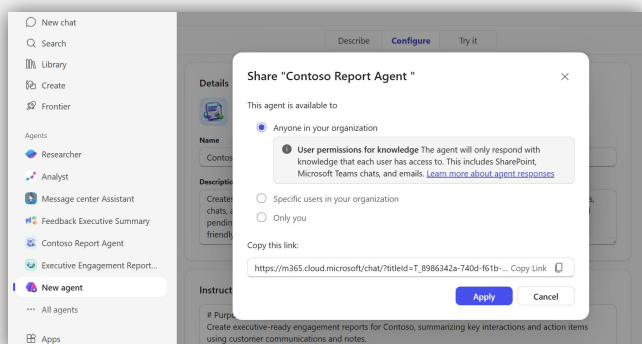 New chat
Search
Library
Create
Frontier
Agents
Researcher
Analyst
Message center Assistant
Feedback Executive Summary
Contoso Report Agent
Executive Engagement Report...
New agent
All agents
Apps
Describe
Configure
Try it
Details
Name
Contos
Descriptio
Creates
chats, a
pendin
friendly
Share "Contoso Report Agent "
This agent is available to
Anyone in your organization
User permissions for knowledge The agent will only respond with
knowledge that each user has access to. This includes SharePoint,
Microsoft Teams chats, and emails. Learn more about agent responses
Specific users in your organization
Only you
Copy this link:
https://m365.cloud.microsoft/chat/?titleId=T_8986342a-740d-f61b-... Copy Link
Apply
Cancel
Instruct
# Purp
Create executive-ready engagement reports for Contoso, summarizing key interactions and action items
using customer communications and notes.